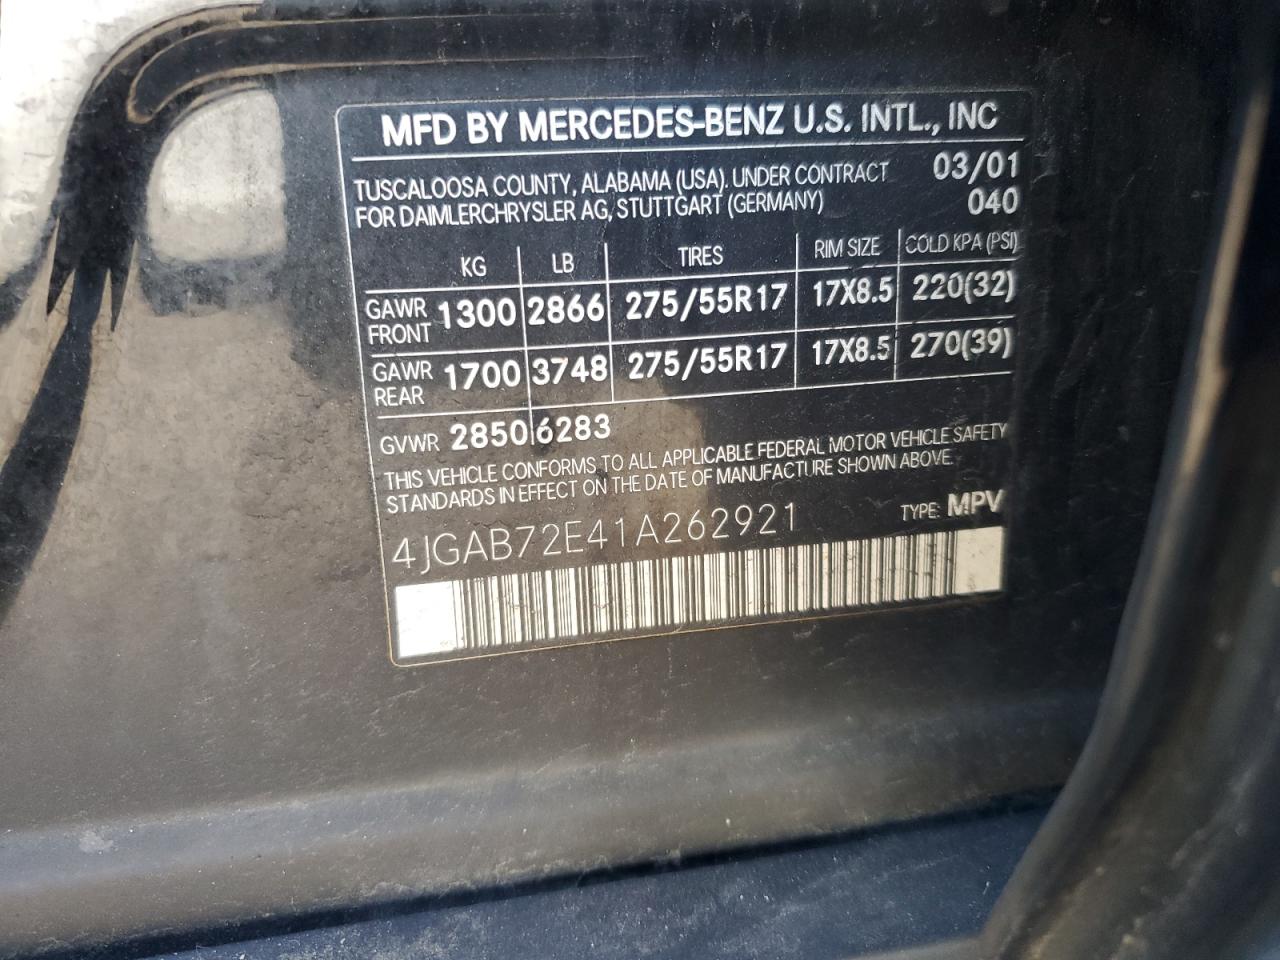 MFD BY MERCEDES-BENZ U.S. INTL., INC
TUSCALOOSA COUNTY, ALABAMA (USA). UNDER CONTRACT 03/01
FOR DAIMLERCHRYSLER AG, STUTTGART (GERMANY) 040
KG LB TIRES RIM SIZE COLD KPA (PSI)
GAWR FRONT 1300 2866 275/55R17 17X8.5 220(32)
GAWR REAR 1700 3748 275/55R17 17X8.5 270(39)
GVWR 2850 6283
THIS VEHICLE CONFORMS TO ALL APPLICABLE FEDERAL MOTOR VEHICLE SAFETY
STANDARDS IN EFFECT ON THE DATE OF MANUFACTURE SHOWN ABOVE.
4JGAB72E41A262921 TYPE: MPV